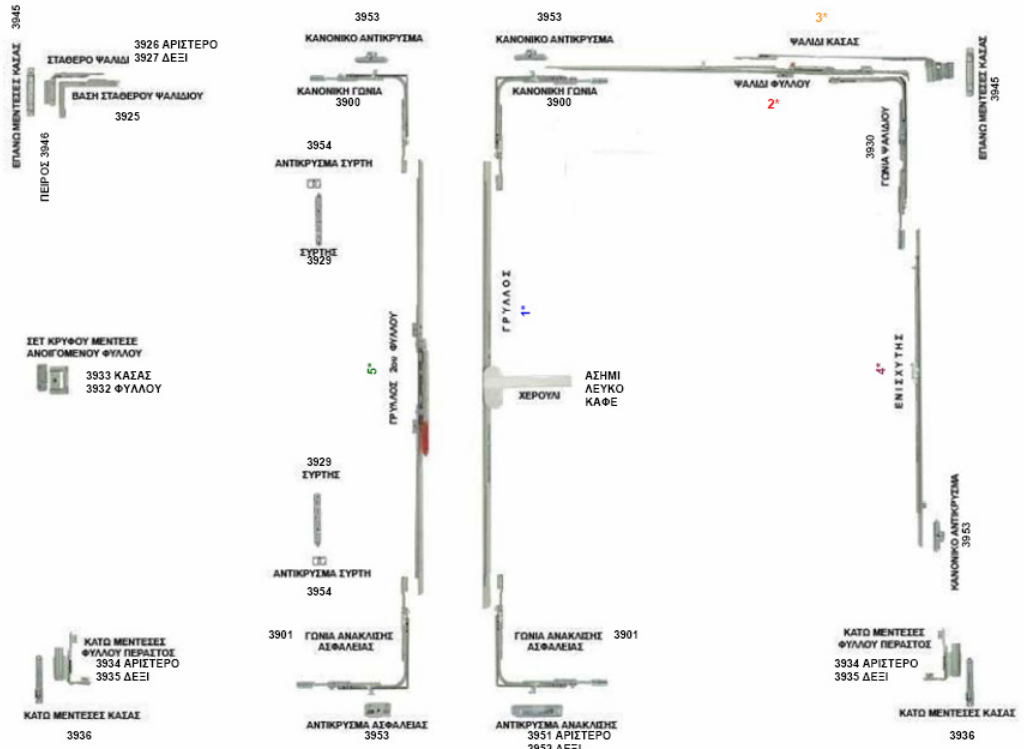 3945
ΕΠΑΝΩ ΜΕΝΤΕΣΕΣ ΚΑΣΑΣ
ΣΤΑΘΕΡΟ ΨΑΛΙΔΙ
3926 ΑΡΙΣΤΕΡΟ
3927 ΔΕΞΙ
ΒΑΣΗ ΣΤΑΘΕΡΟΥ ΨΑΛΙΔΙΟΥ
3925
ΠΕΙΡΟΣ 3946
3953
ΚΑΝΟΝΙΚΟ ΑΝΤΙΚΡΥΣΜΑ
ΚΑΝΟΝΙΚΗ ΓΩΝΙΑ
3900
3953
ΚΑΝΟΝΙΚΟ ΑΝΤΙΚΡΥΣΜΑ
ΚΑΝΟΝΙΚΗ ΓΩΝΙΑ
3900
3*
ΨΑΛΙΔΙ ΚΑΣΑΣ
ΨΑΛΙΔΙ ΦΥΛΛΟΥ
2*
ΕΠΑΝΩ ΜΕΝΤΕΣΕΣ ΚΑΣΑΣ
3945
3930
ΓΩΝΙΑ ΨΑΛΙΔΙΟΥ
3954
ΑΝΤΙΚΡΥΣΜΑ ΣΥΡΤΗ
ΣΥΡΤΗΣ
3929
ΓΡΥΛΛΟΣ
1*
ΣΕΤ ΚΡΥΦΟΥ ΜΕΝΤΕΣΕ
ΑΝΟΙΓΟΜΕΝΟΥ ΦΥΛΛΟΥ
3933 ΚΑΣΑΣ
3932 ΦΥΛΛΟΥ
5*
ΓΡΥΛΛΟΣ 2ου ΦΥΛΛΟΥ
ΧΕΡΟΥΛΙ
ΑΣΗΜΙ
ΛΕΥΚΟ
ΚΑΦΕ
4*
ΕΝΙΣΧΥΤΗΣ
3929
ΣΥΡΤΗΣ
ΑΝΤΙΚΡΥΣΜΑ ΣΥΡΤΗ
3954
ΚΑΝΟΝΙΚΟ ΑΝΤΙΚΡΥΣΜΑ
3953
ΚΑΤΩ ΜΕΝΤΕΣΕΣ
ΦΥΛΛΟΥ ΠΕΡΑΣΤΟΣ
3934 ΑΡΙΣΤΕΡΟ
3935 ΔΕΞΙ
ΚΑΤΩ ΜΕΝΤΕΣΕΣ ΚΑΣΑΣ
3936
3901
ΓΩΝΙΑ ΑΝΑΚΛΙΣΗΣ
ΑΣΦΑΛΕΙΑΣ
ΑΝΤΙΚΡΥΣΜΑ ΑΣΦΑΛΕΙΑΣ
3953
ΓΩΝΙΑ ΑΝΑΚΛΙΣΗΣ
ΑΣΦΑΛΕΙΑΣ
3901
ΑΝΤΙΚΡΥΣΜΑ ΑΝΑΚΛΙΣΗΣ
3951 ΑΡΙΣΤΕΡΟ
3952 ΔΕΞΙ
ΚΑΤΩ ΜΕΝΤΕΣΕΣ
ΦΥΛΛΟΥ ΠΕΡΑΣΤΟΣ
3934 ΑΡΙΣΤΕΡΟ
3935 ΔΕΞΙ
ΚΑΤΩ ΜΕΝΤΕΣΕΣ ΚΑΣΑΣ
3936